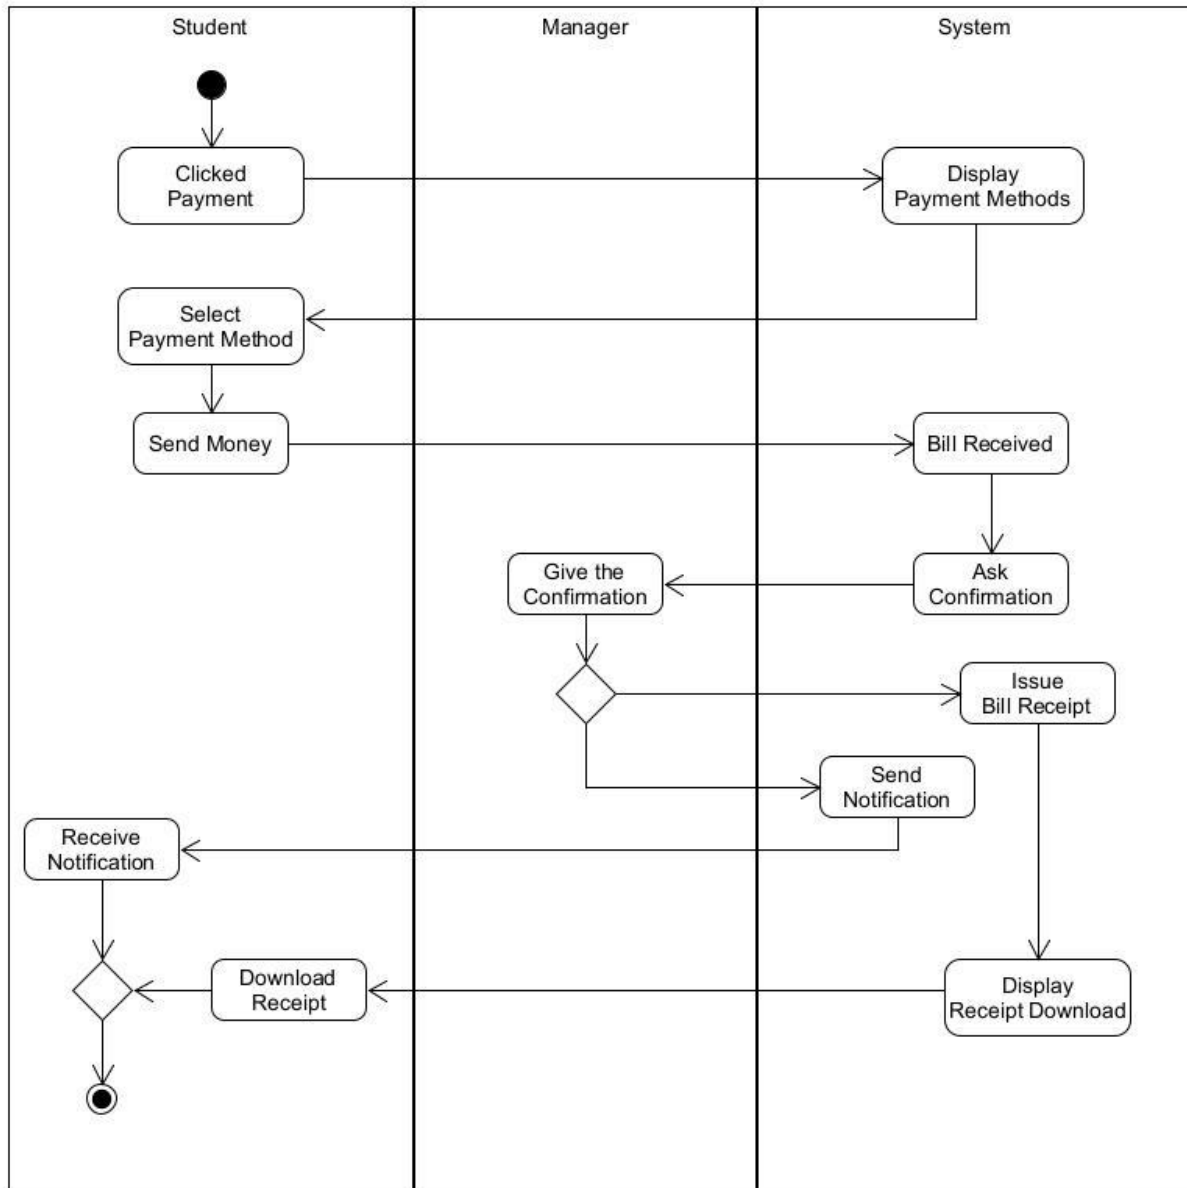 Student
Manager
System
Clicked
Payment
Display
Payment Methods
Select
Payment Method
Send Money
Bill Received
Give the
Confirmation
Ask
Confirmation
Issue
Bill Receipt
Send
Notification
Receive
Notification
Download
Receipt
Display
Receipt Download